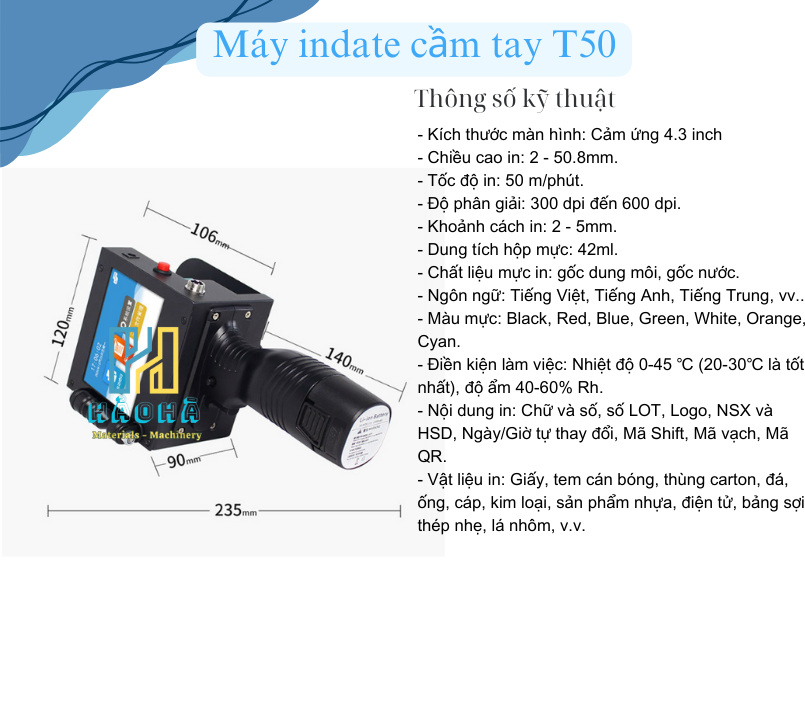 Máy indate cầm tay T50
Thông số kỹ thuật
- Kích thước màn hình: Cảm ứng 4.3 inch
- Chiều cao in: 2 - 50.8mm.
- Tốc độ in: 50 m/phút.
- Độ phân giải: 300 dpi đến 600 dpi.
- Khoảnh cách in: 2 - 5mm.
- Dung tích hộp mực: 42ml.
- Chất liệu mực in: gốc dung môi, gốc nước.
- Ngôn ngữ: Tiếng Việt, Tiếng Anh, Tiếng Trung, vv..
- Màu mực: Black, Red, Blue, Green, White, Orange,
Cyan.
- Điền kiện làm việc: Nhiệt độ 0-45 ℃ (20-30℃ là tốt
nhất), độ ẩm 40-60% Rh.
- Nội dung in: Chữ và số, số LOT, Logo, NSX và
HSD, Ngày/Giờ tự thay đổi, Mã Shift, Mã vạch, Mã
QR.
- Vật liệu in: Giấy, tem cán bóng, thùng carton, đá,
ống, cáp, kim loại, sản phẩm nhựa, điện tử, bảng sợi
thép nhẹ, lá nhôm, v.v.
106mm
120mm
140mm
HÀOHÀ
Materials - Machinery
90mm
235mm